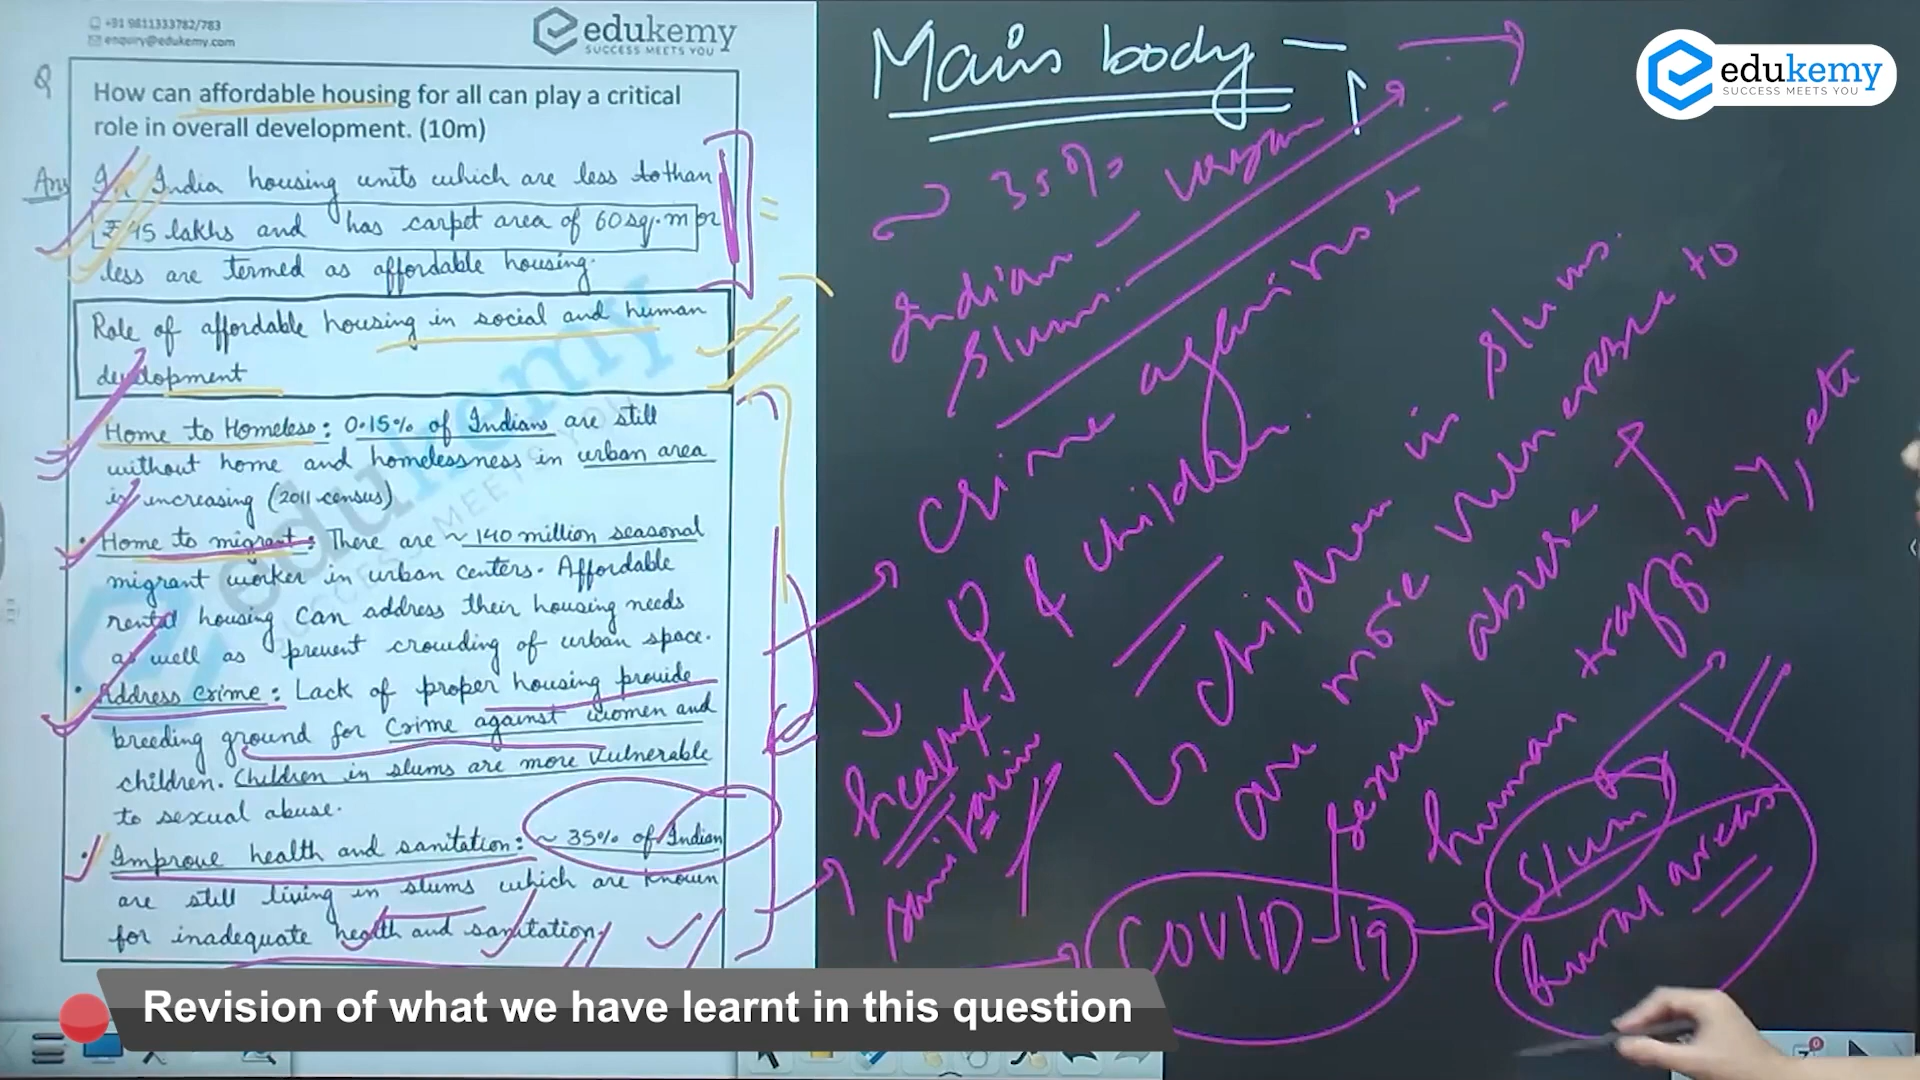 +91 9811333782/783
enquiry@edukemy.com
edukemy
SUCCESS MEETS YOU
Q
How can affordable housing for all can play a critical
role in overall development. (10m)
Ans
In India housing units which are less to than
₹45 lakhs and has carpet area of 60sq.m or
less are termed as affordable housing.
Role of affordable housing in social and human
development
Home to Homeless: 0.15% of Indians are still
without home and homelessness in urban area
is increasing (2011 census)
• Home to migrant: There are ~ 140 million seasonal
migrant worker in urban centers. Affordable
rental housing can address their housing needs
as well as prevent crowding of urban space.
• Address crime: Lack of proper housing provide
breeding ground for crime against women and
children. Children in slums are more vulnerable
to sexual abuse.
• Improve health and sanitation: ~ 35% of Indian
are still living in slums which are known
for inadequate health and sanitation.
Main body –
~ 35% urban
Indian –
slums.
Crime against
♀ & children.
↳ Children in slums
are more vulnerable to
sexual abuse ↑
human etc
health &
sanitation
COVID-19
slum
Rural areas
edukemy
SUCCESS MEETS YOU
Revision of what we have learnt in this question